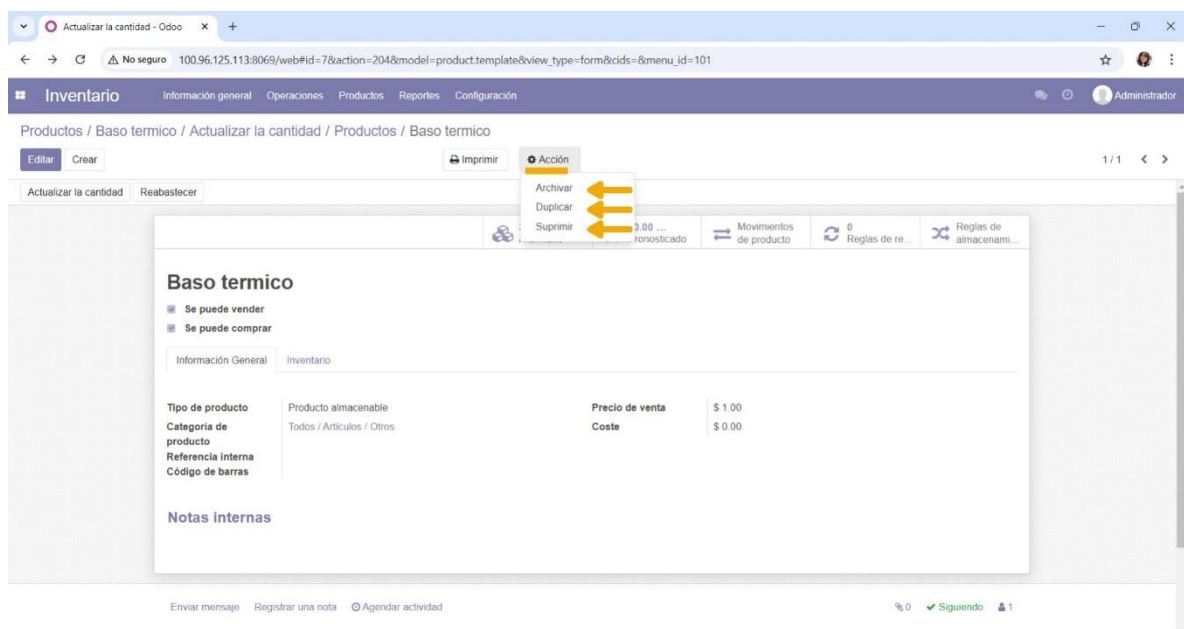 Actualizar la cantidad - Odoo
No seguro 100.96.125.113:8069/web#id=7&action=204&model=product.template&view_type=form&cids=&menu_id=101
Inventario Información general Operaciones Productos Reportes Configuración Administrador
Productos / Baso termico / Actualizar la cantidad / Productos / Baso termico
Editar Crear Imprimir Acción 1 / 1
Actualizar la cantidad Reabastecer
Archivar
Duplicar
Suprimir
0.00 ... Movimientos 0 Reglas de
ronosticado de producto Reglas de re... almacenami...
Baso termico
Se puede vender
Se puede comprar
Información General Inventario
Tipo de producto Producto almacenable Precio de venta $ 1.00
Categoría de Todos / Artículos / Otros Coste $ 0.00
producto
Referencia interna
Código de barras
Notas internas
Enviar mensaje Registrar una nota Agendar actividad 0 Siguiendo 1